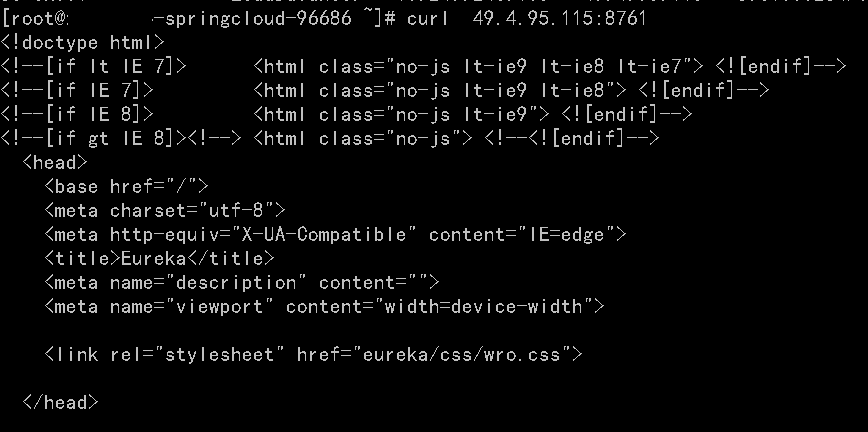 [root@:        -springcloud-96686 ~]# curl  49.4.95.115:8761
<!doctype html>
<!--[if lt IE 7]>      <html class="no-js lt-ie9 lt-ie8 lt-ie7"> <![endif]-->
<!--[if IE 7]>         <html class="no-js lt-ie9 lt-ie8"> <![endif]-->
<!--[if IE 8]>         <html class="no-js lt-ie9"> <![endif]-->
<!--[if gt IE 8]><!--> <html class="no-js"> <!--<![endif]-->
  <head>
    <base href="/">
    <meta charset="utf-8">
    <meta http-equiv="X-UA-Compatible" content="IE=edge">
    <title>Eureka</title>
    <meta name="description" content="">
    <meta name="viewport" content="width=device-width">

    <link rel="stylesheet" href="eureka/css/wro.css">

  </head>